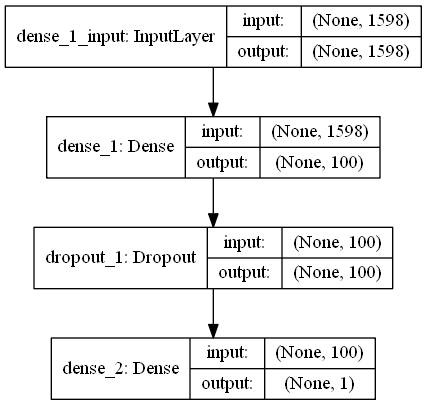 dense_1_input: InputLayer
input: (None, 1598)
output: (None, 1598)
dense_1: Dense
input: (None, 1598)
output: (None, 100)
dropout_1: Dropout
input: (None, 100)
output: (None, 100)
dense_2: Dense
input: (None, 100)
output: (None, 1)